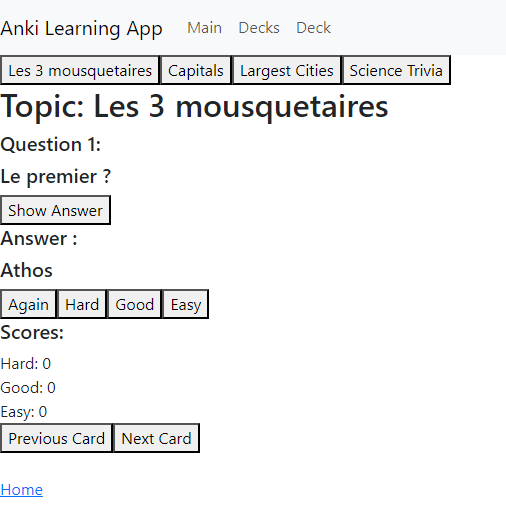 Anki Learning App Main Decks Deck
Les 3 mousquetaires Capitals Largest Cities Science Trivia
Topic: Les 3 mousquetaires
Question 1:
Le premier ?
Show Answer
Answer :
Athos
Again Hard Good Easy
Scores:
Hard: 0
Good: 0
Easy: 0
Previous Card Next Card
Home